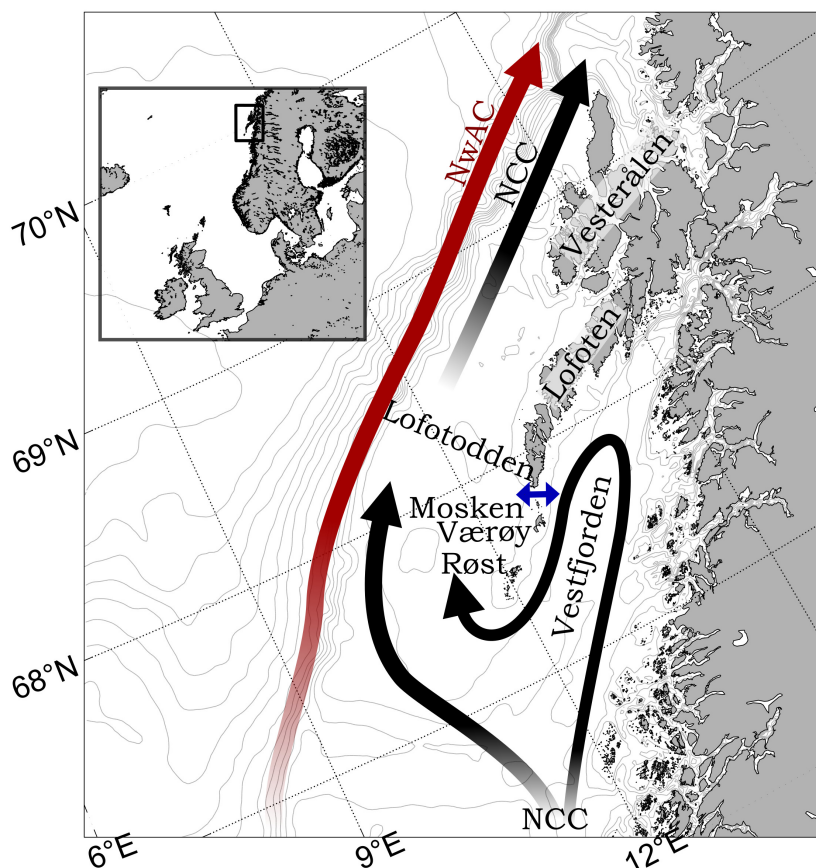 NwAC
NCC
Vesterålen
70°N
Lofoten
Lofotodden
69°N
Mosken
Værøy
Røst
Vestfjorden
68°N
NCC
6°E
9°E
12°E